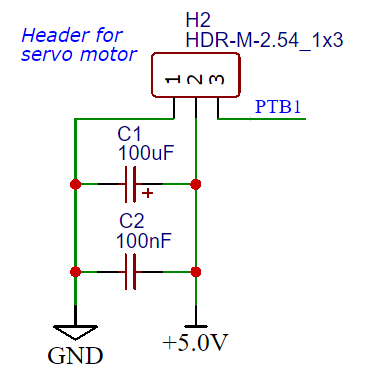 H2
HDR-M-2.54_1x3
Header for
servo motor
1 2 3
PTB1
C1
100uF
+
C2
100nF
GND
+5.0V